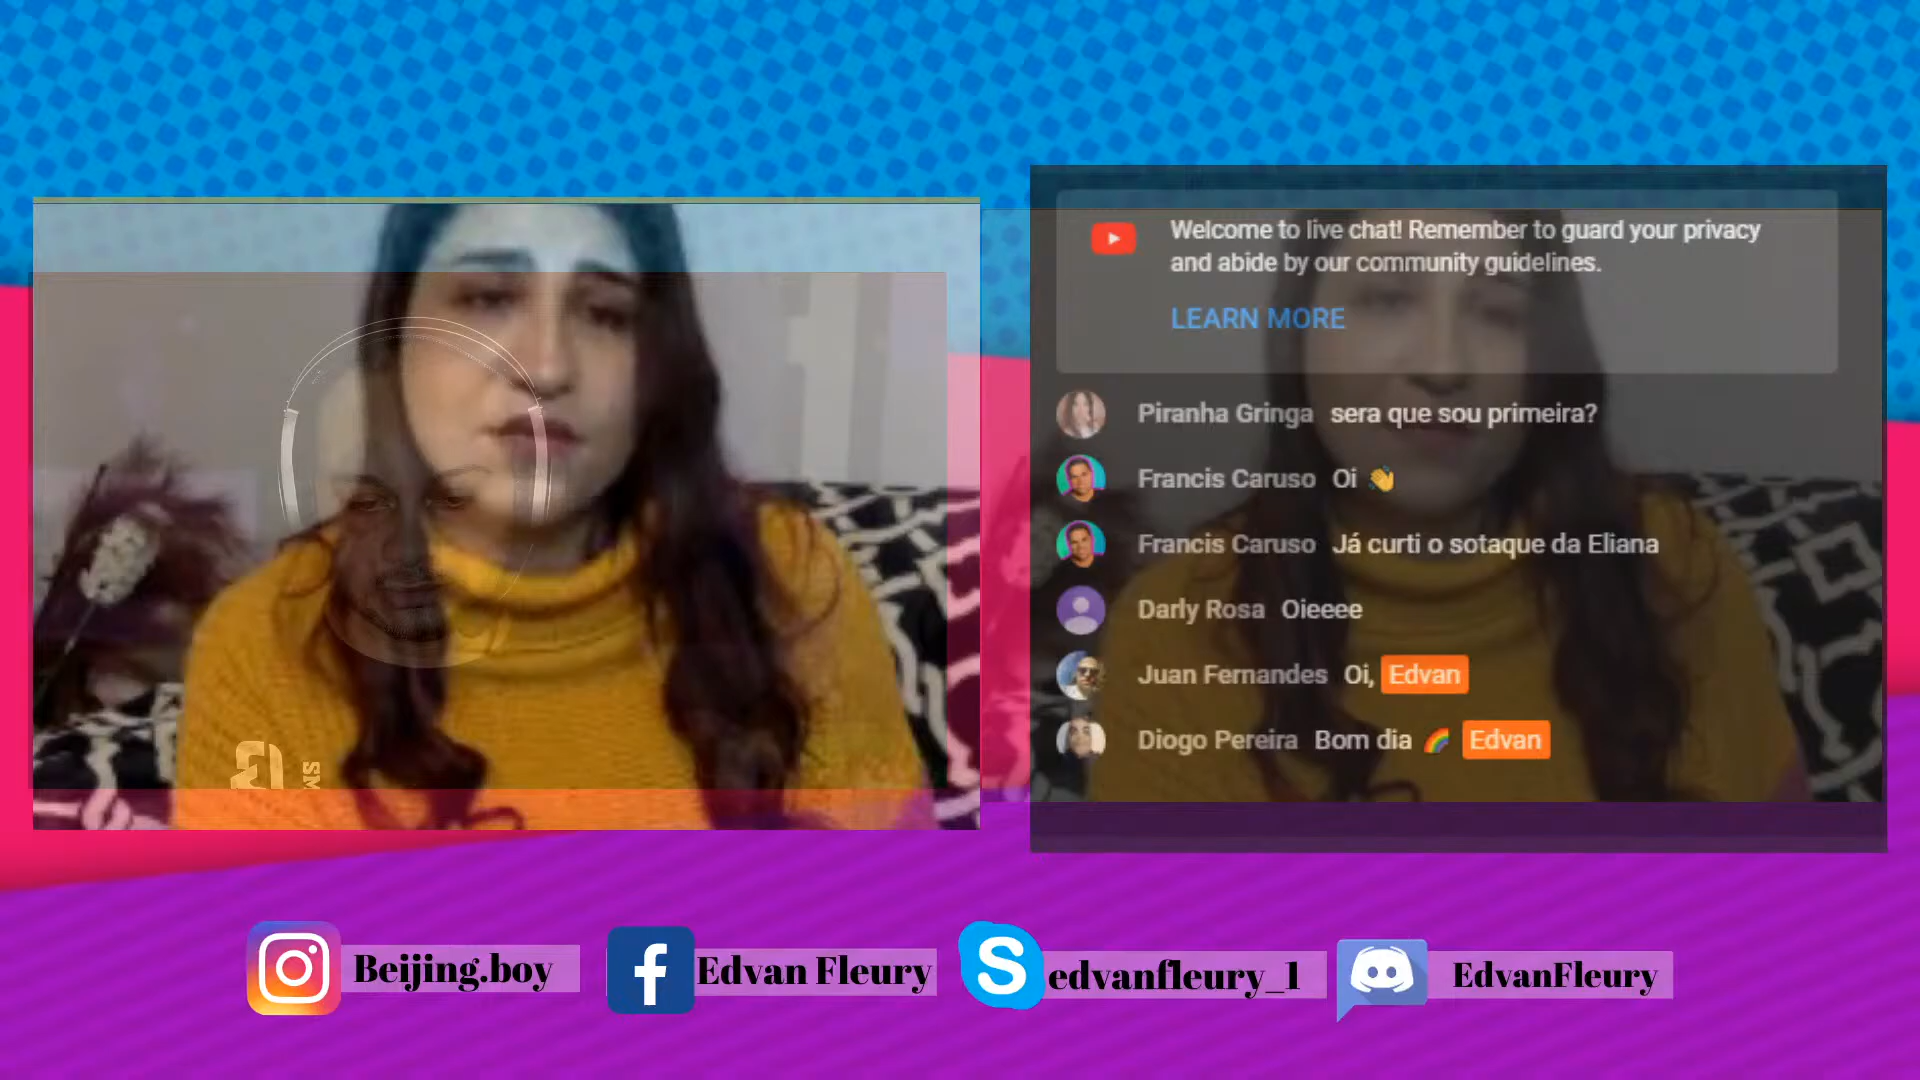 Welcome to live chat! Remember to guard your privacy
and abide by our community guidelines.
LEARN MORE
Piranha Gringa sera que sou primeira?
Francis Caruso Oi 👋
Francis Caruso Já curti o sotaque da Eliana
Darly Rosa Oieeee
Juan Fernandes Oi, Edvan
Diogo Pereira Bom dia 🌈 Edvan
Beijing.boy
Edvan Fleury
edvanfleury_1
EdvanFleury